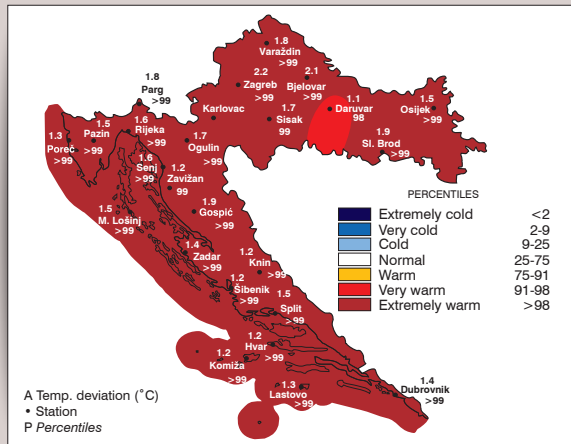 1.8
Varaždin
>99
1.8
Parg
>99
2.2
Zagreb
>99
2.1
Bjelovar
>99
1.1
Daruvar
98
1.5
Osijek
>99
Karlovac
1.7
Sisak
99
1.9
Sl. Brod
>99
1.3
Poreč
>99
1.5
Pazin
>99
1.6
Rijeka
>99
1.7
Ogulin
>99
1.6
Senj
>99
1.2
Zavižan
>99
1.9
Gospić
>99
1.5
M. Lošinj
>99
1.4
Zadar
>99
1.2
Knin
>99
1.2
Šibenik
>99
1.5
Split
>99
1.2
Hvar
>99
1.2
Komiža
>99
1.3
Lastovo
>99
1.4
Dubrovnik
>99
PERCENTILES
Extremely cold <2
Very cold 2-9
Cold 9-25
Normal 25-75
Warm 75-91
Very warm 91-98
Extremely warm >98
A Temp. deviation (˚C)
• Station
P Percentiles